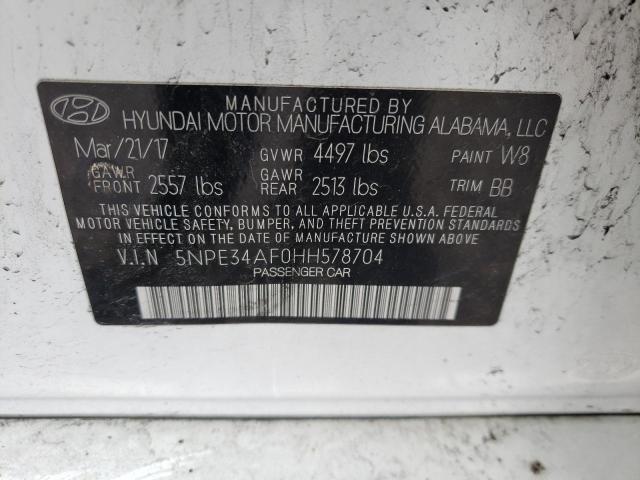 MANUFACTURED BY
HYUNDAI MOTOR MANUFACTURING ALABAMA, LLC
Mar/21/17 GVWR 4497 lbs PAINT W8
GAWR FRONT 2557 lbs GAWR REAR 2513 lbs TRIM BB
THIS VEHICLE CONFORMS TO ALL APPLICABLE U.S.A. FEDERAL
MOTOR VEHICLE SAFETY, BUMPER, AND THEFT PREVENTION STANDARDS
IN EFFECT ON THE DATE OF MANUFACTURE SHOWN ABOVE
V.I.N 5NPE34AF0HH578704
PASSENGER CAR